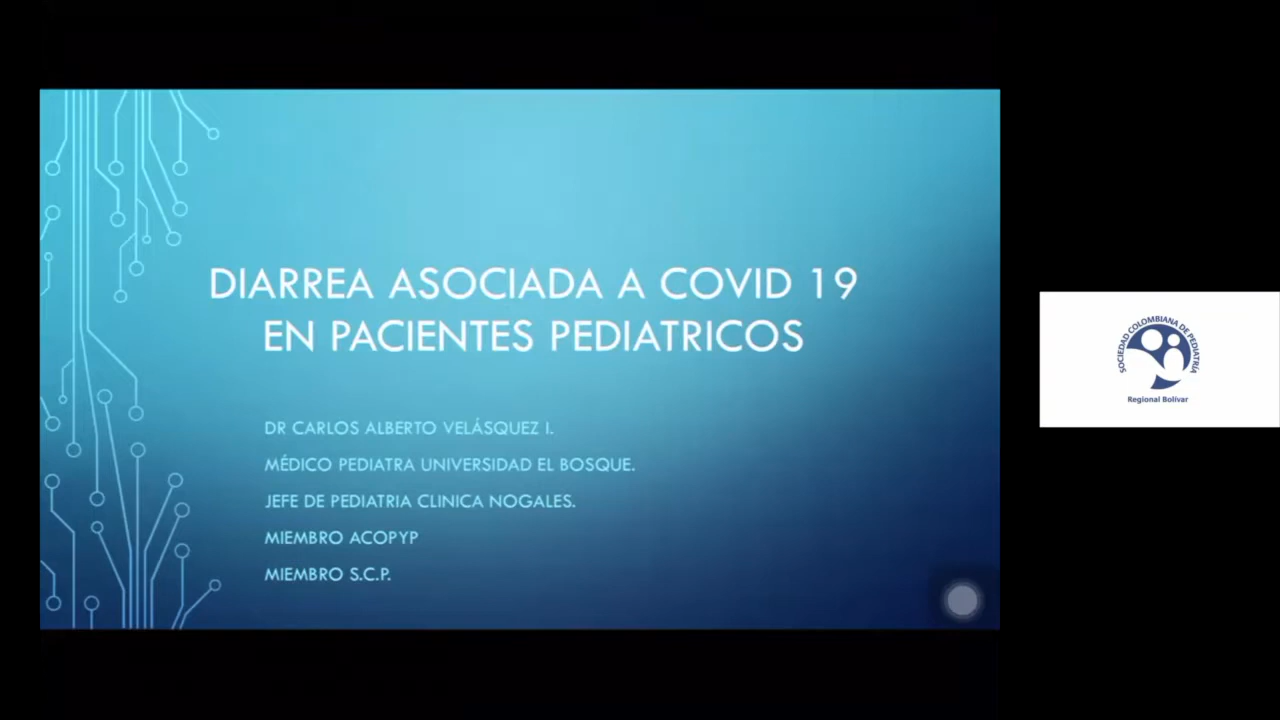 DIARREA ASOCIADA A COVID 19
EN PACIENTES PEDIATRICOS
DR CARLOS ALBERTO VELÁSQUEZ I.
MÉDICO PEDIATRA UNIVERSIDAD EL BOSQUE.
JEFE DE PEDIATRIA CLINICA NOGALES.
MIEMBRO ACOPYP
MIEMBRO S.C.P.
SOCIEDAD COLOMBIANA DE PEDIATRÍA
Regional Bolívar